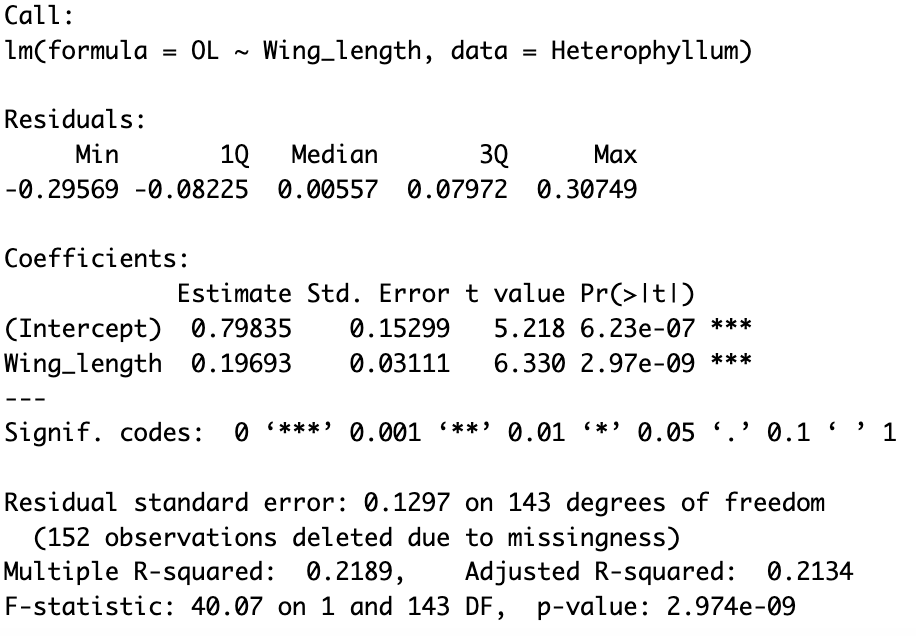 Call:
lm(formula = OL ~ Wing_length, data = Heterophyllum)
Residuals:
Min 1Q Median 3Q Max
-0.29569 -0.08225 0.00557 0.07972 0.30749
Coefficients:
Estimate Std. Error t value Pr(>|t|)
(Intercept) 0.79835 0.15299 5.218 6.23e-07 ***
Wing_length 0.19693 0.03111 6.330 2.97e-09 ***
---
Signif. codes: 0 ‘***’ 0.001 ‘**’ 0.01 ‘*’ 0.05 ‘.’ 0.1 ‘ ’ 1
Residual standard error: 0.1297 on 143 degrees of freedom
(152 observations deleted due to missingness)
Multiple R-squared: 0.2189, Adjusted R-squared: 0.2134
F-statistic: 40.07 on 1 and 143 DF, p-value: 2.974e-09